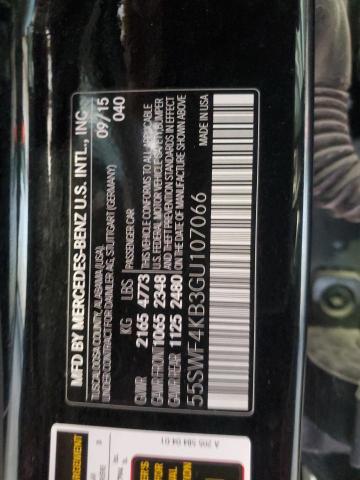 MFD BY MERCEDES-BENZ U.S. INTL., INC.
TUSCALOOSA COUNTY, ALABAMA (USA)
UNDER CONTRACT FOR DAIMLER AG, STUTTGART (GERMANY)
09/15
040
KG LBS
PASSENGER CAR
GVWR 2165 4773
GAWR FRONT 1065 2348
GAWR REAR 1125 2480
THIS VEHICLE CONFORMS TO ALL APPLICABLE
U.S. FEDERAL MOTOR VEHICLE SAFETY, BUMPER
AND THEFT PREVENTION STANDARDS IN EFFECT
ON DATE OF MANUFACTURE SHOWN ABOVE
55SWF4KB3GU107066
MADE IN USA
A 205 584 04 01